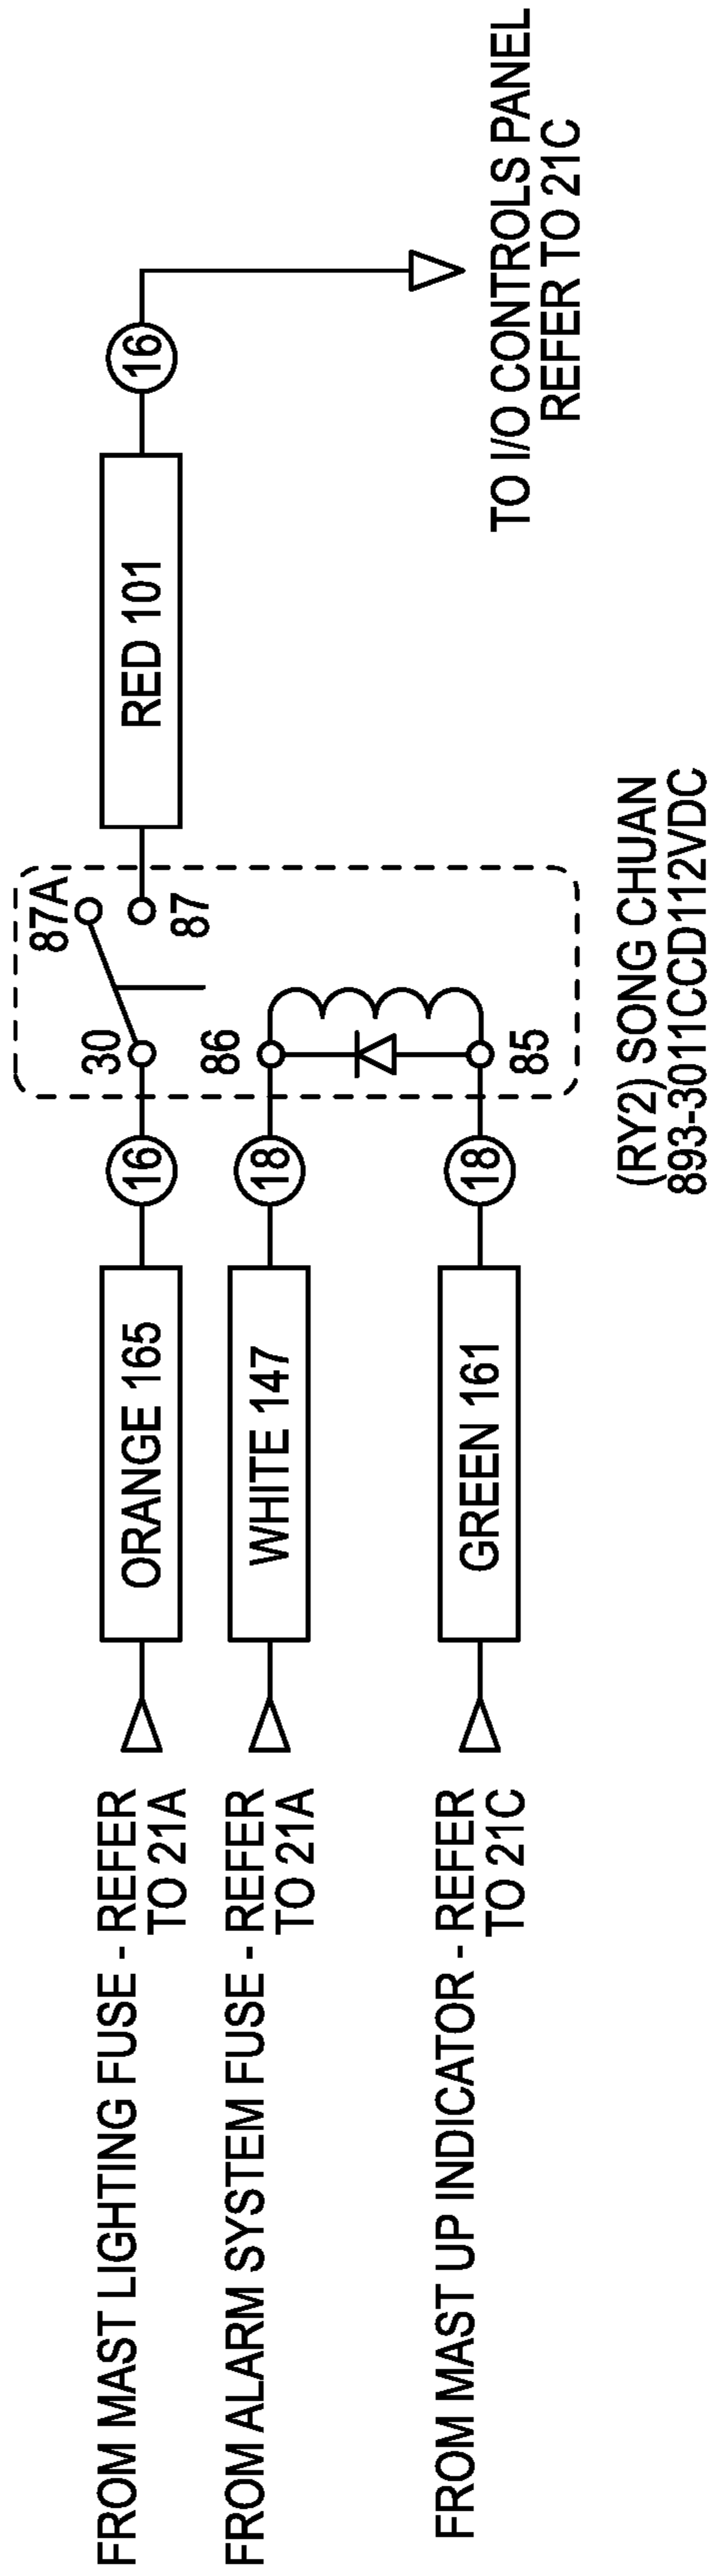 FROM MAST LIGHTING FUSE - REFER
TO 21A
ORANGE 165
16
30
87A
87
RED 101
16
FROM ALARM SYSTEM FUSE - REFER
TO 21A
WHITE 147
18
86
FROM MAST UP INDICATOR - REFER
TO 21C
GREEN 161
18
85
TO I/O CONTROLS PANEL
REFER TO 21C
(RY2) SONG CHUAN
893-3011CCD112VDC